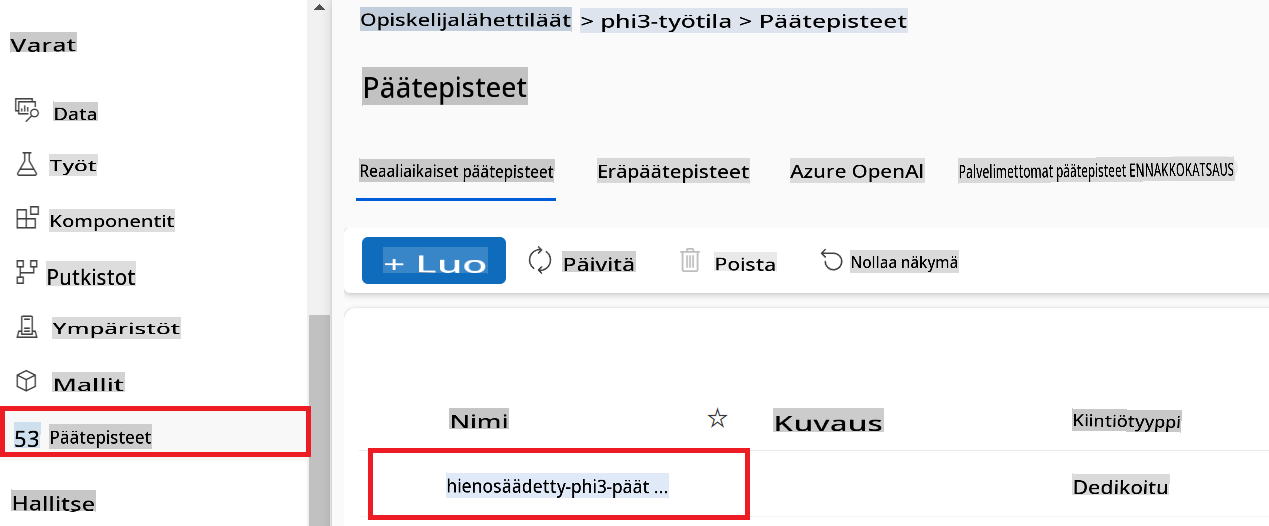 Varat
Data
Työt
Komponentit
Putkistot
Ympäristöt
Mallit
53 Päätepisteet
Hallitse
Opiskelijalähettiläät > phi3-työtila > Päätepisteet
Päätepisteet
Reaaliaikaiset päätepisteet Eräpäätepisteet Azure OpenAI Palvelimettomat päätepisteet ENNAKKOKATSAUS
+ Luo Päivitä Poista Nollaa näkymä
Nimi Kuvaus Kiintiötyyppi
hienosäädetty-phi3-päät ... Dedikoitu